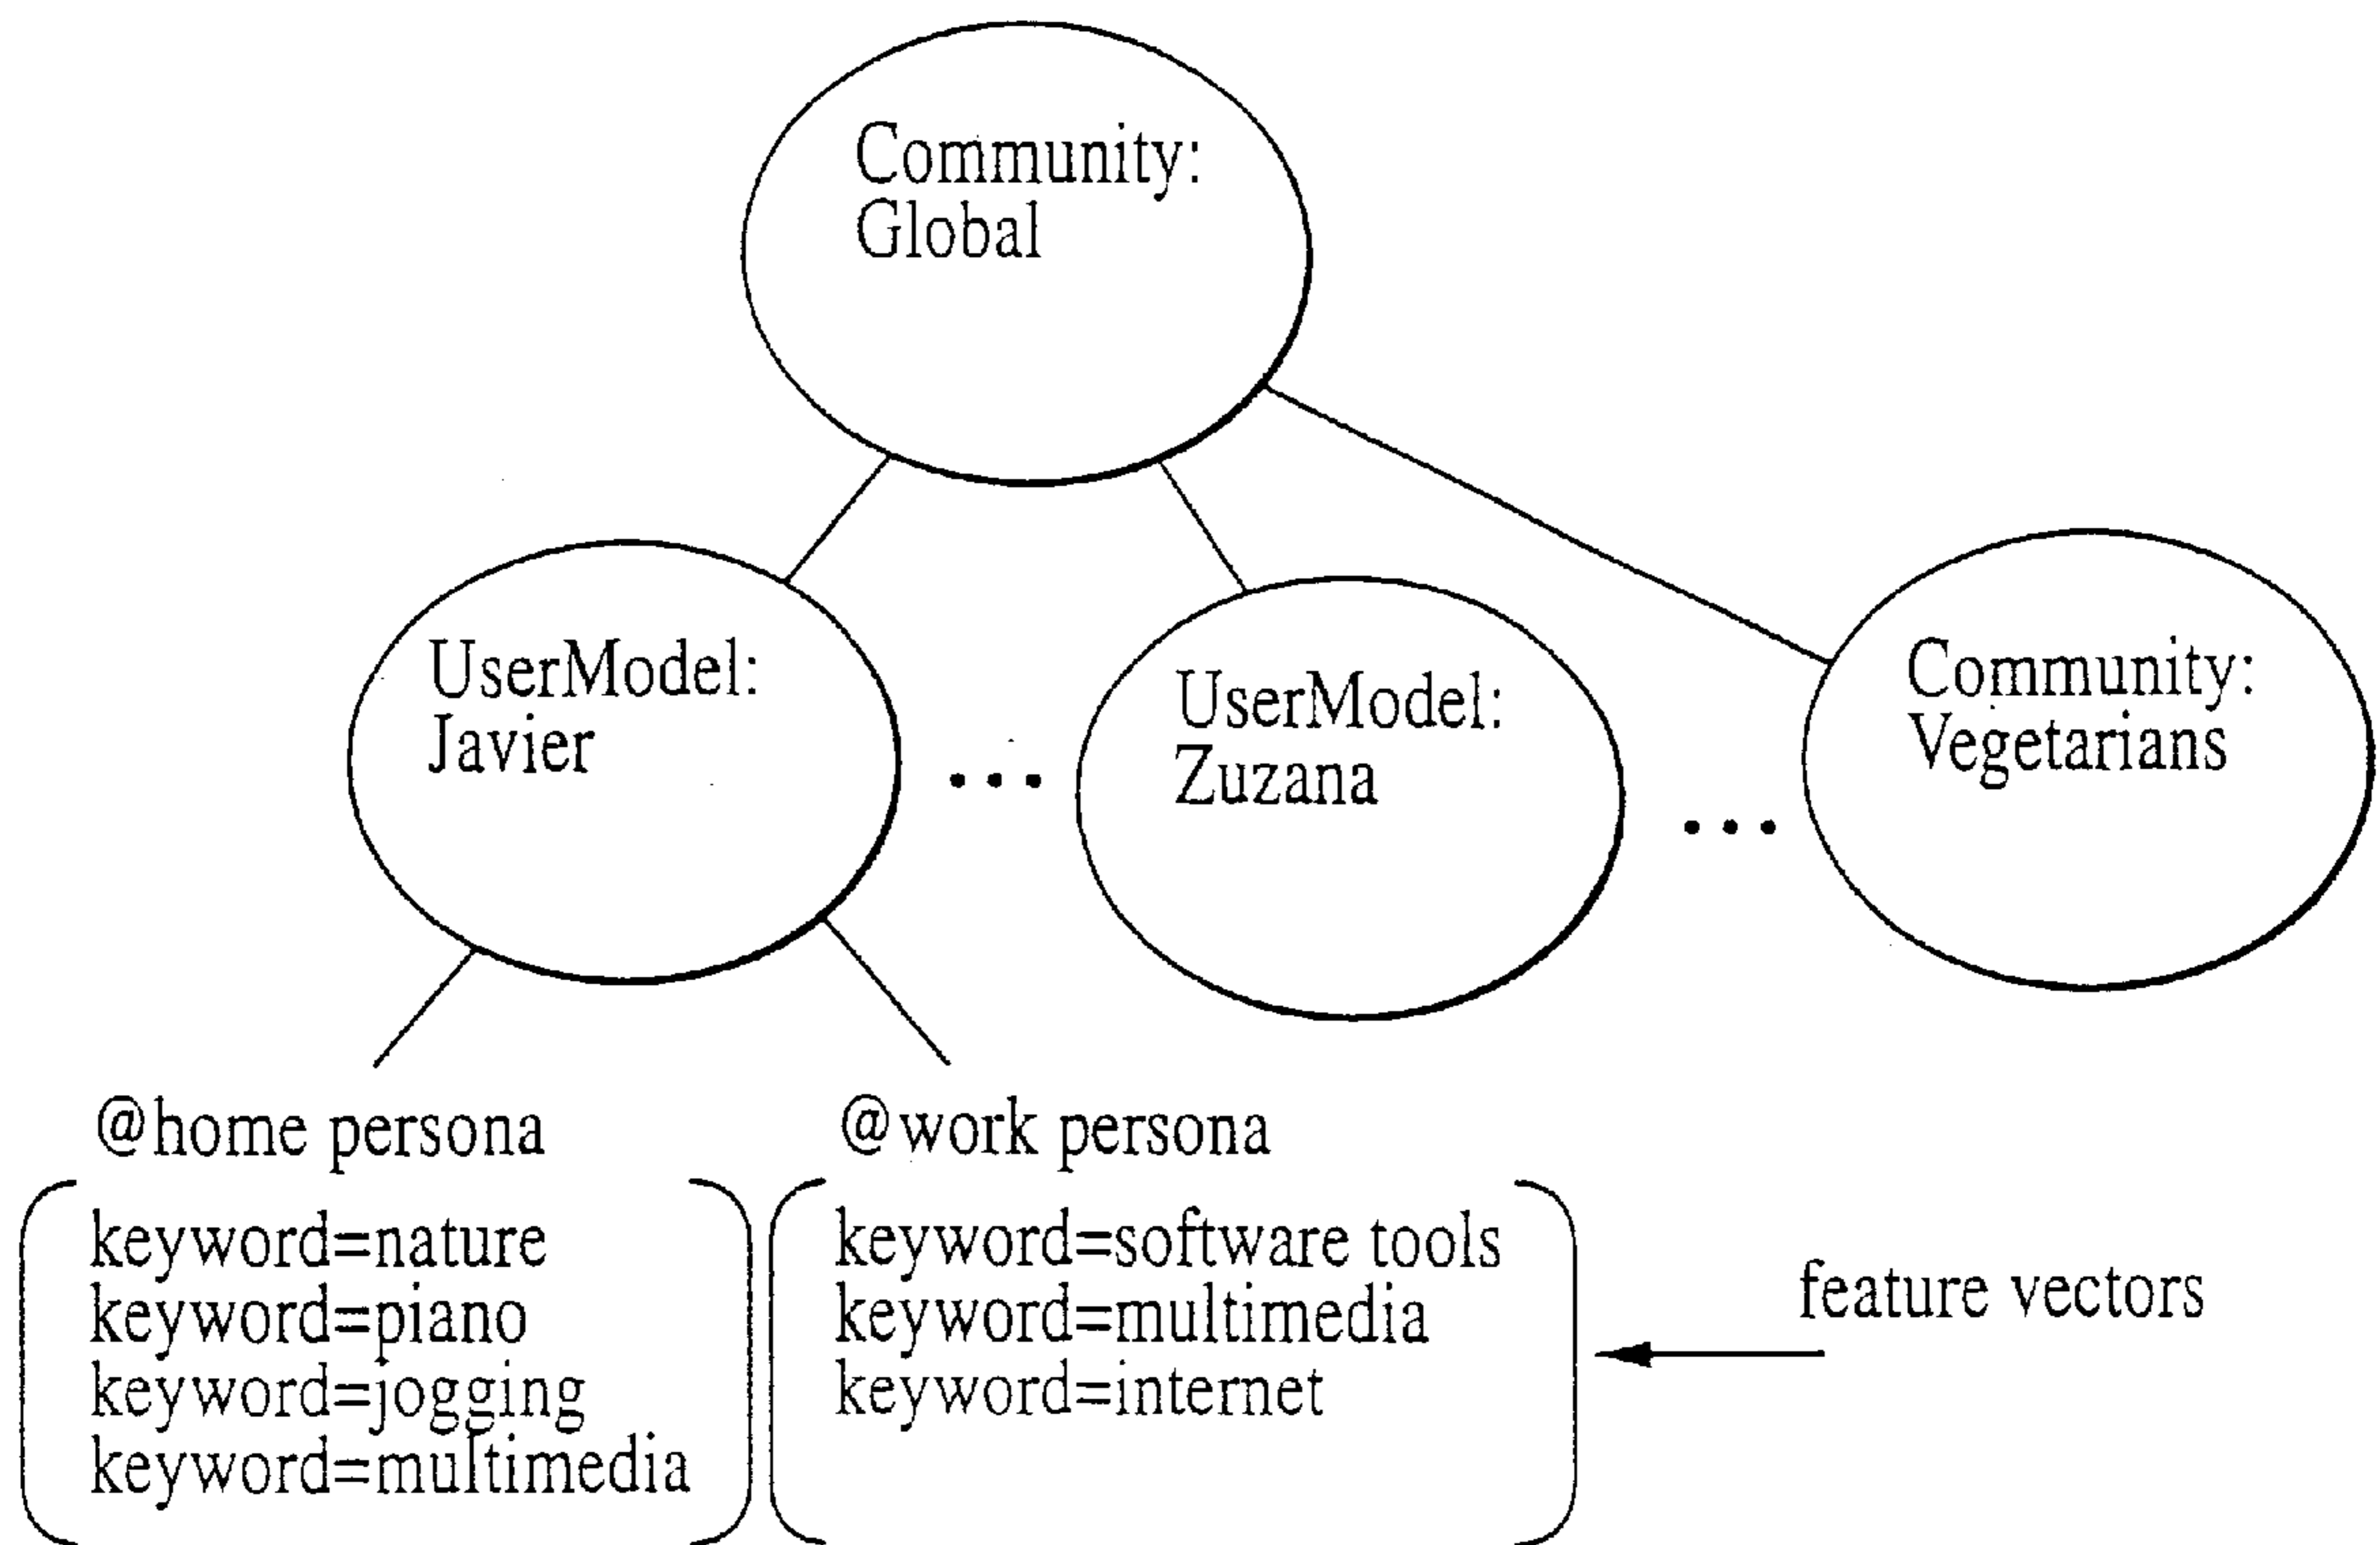 Community:
Global
UserModel:
Javier
UserModel:
Zuzana
Community:
Vegetarians
@home persona
keyword=nature
keyword=piano
keyword=jogging
keyword=multimedia
@work persona
keyword=software tools
keyword=multimedia
keyword=internet
feature vectors